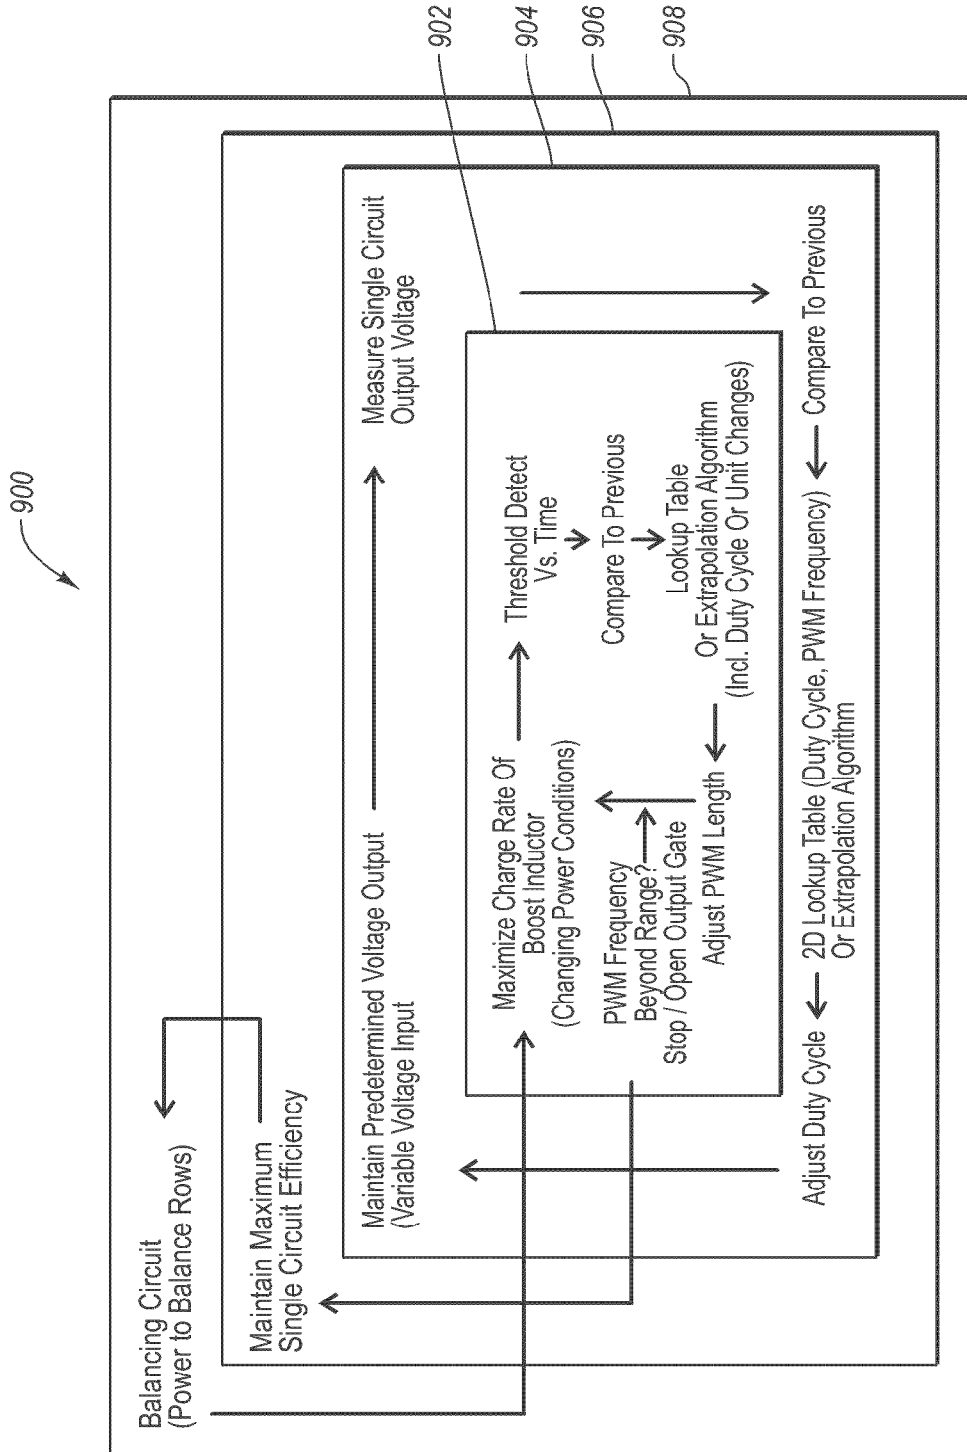 900
902
904
906
908
Balancing Circuit
(Power to Balance Rows)
Maintain Maximum
Single Circuit Efficiency
Maintain Predetermined Voltage Output
(Variable Voltage Input
Measure Single Circuit
Output Voltage
Maximize Charge Rate Of
Boost Inductor
(Changing Power Conditions)
Threshold Detect
Vs. Time
Compare To Previous
Lookup Table
Or Extrapolation Algorithm
(Incl. Duty Cycle Or Unit Changes)
PWM Frequency
Beyond Range?
Stop / Open Output Gate
Adjust PWM Length
Adjust Duty Cycle
2D Lookup Table (Duty Cycle, PWM Frequency)
Or Extrapolation Algorithm
Compare To Previous